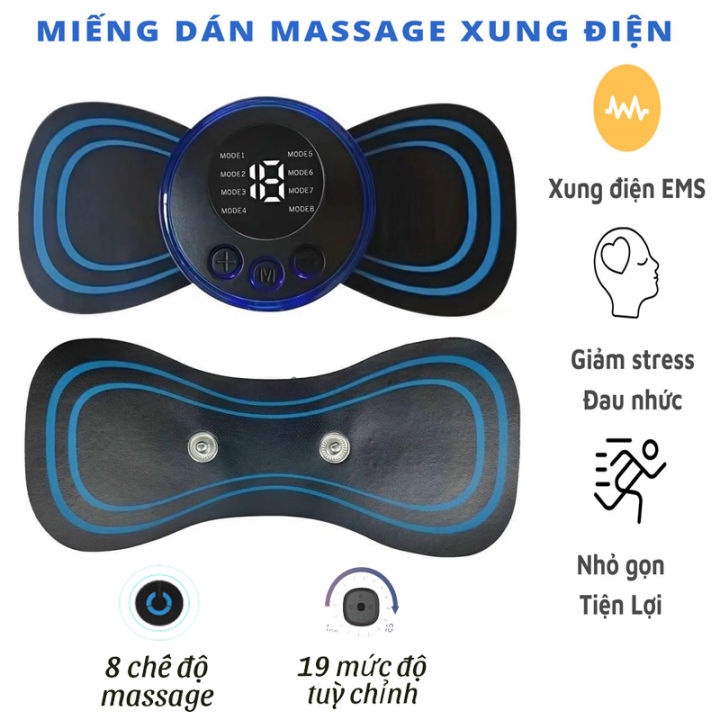 MIẾNG DÁN MASSAGE XUNG ĐIỆN
MODE1
MODE2
MODE3
MODE4
18
MODE5
MODE6
MODE7
MODE8
M
Xung điện EMS
Giảm stress
Đau nhức
Nhỏ gọn
Tiện Lợi
8 chế độ
massage
19 mức độ
tuỳ chỉnh